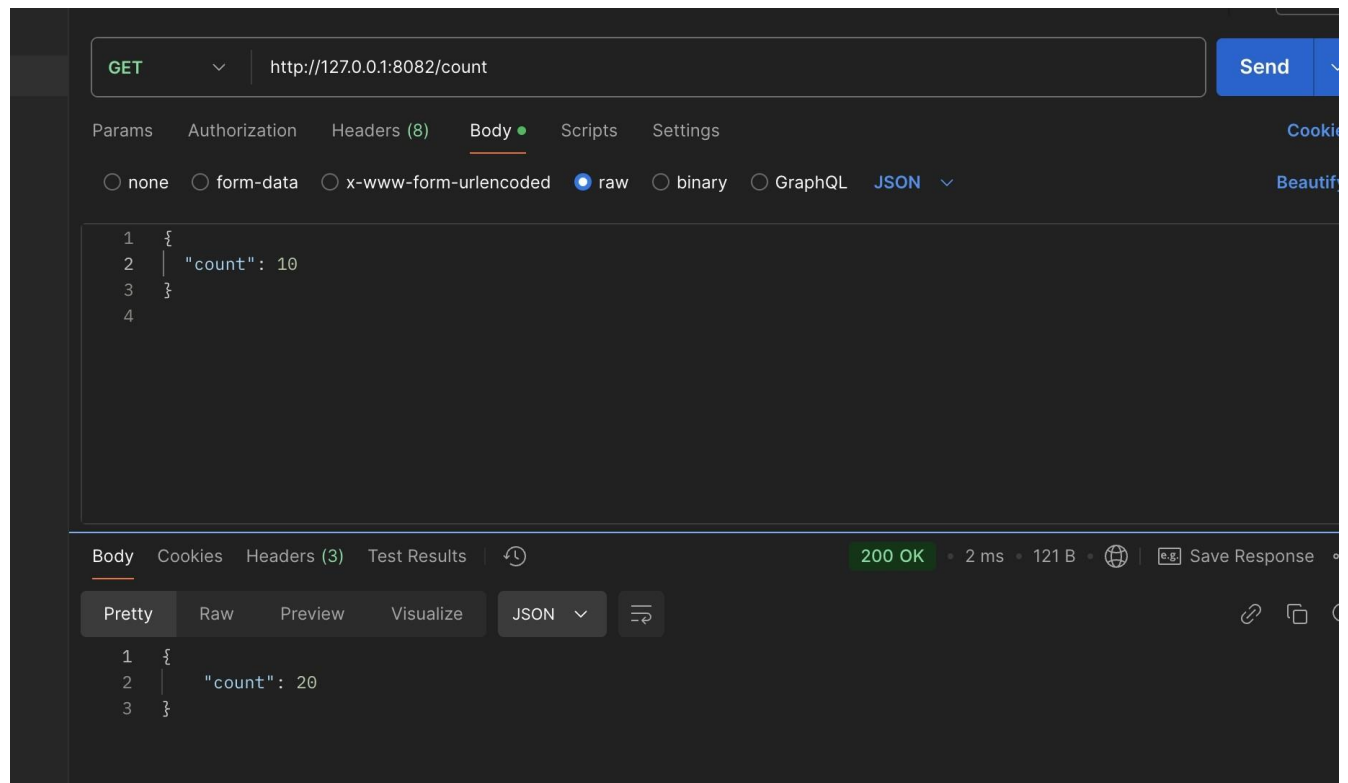 GET http://127.0.0.1:8082/count Send
Params Authorization Headers (8) Body Scripts Settings Cookie
none form-data x-www-form-urlencoded raw binary GraphQL JSON Beautify
1 {
2 "count": 10
3 }
4
Body Cookies Headers (3) Test Results 200 OK 2 ms 121 B e.g. Save Response
Pretty Raw Preview Visualize JSON
1 {
2 "count": 20
3 }